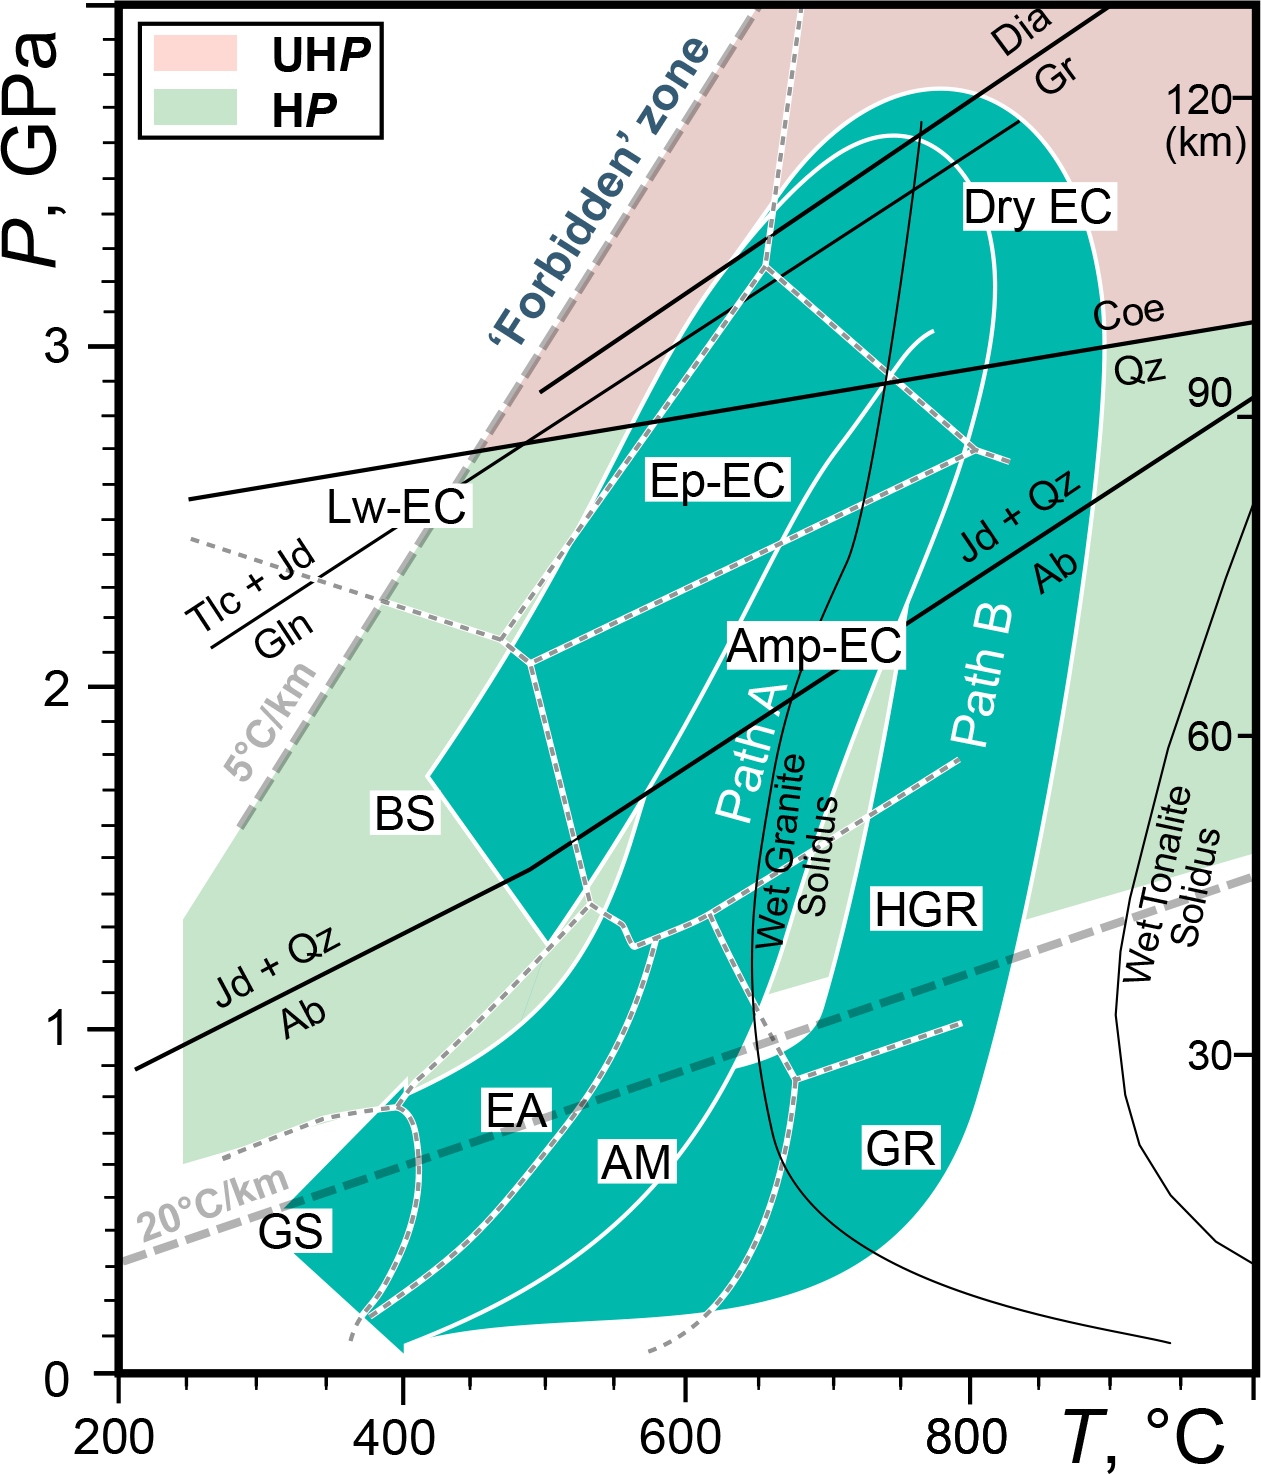 UHP
HP
'Forbidden' zone
Dia
Gr
120
(km)
P, GPa
Dry EC
Coe
Qz
3
90
Ep-EC
Lw-EC
Jd + Qz
Ab
Tlc + Jd
Gln
Amp-EC
Path B
2
5°C/km
Path A
60
BS
Wet Granite
Solidus
Wet Tonalite
Solidus
HGR
Jd + Qz
Ab
1
30
EA
AM
GR
20°C/km
GS
0
200
400
600
800
T, °C